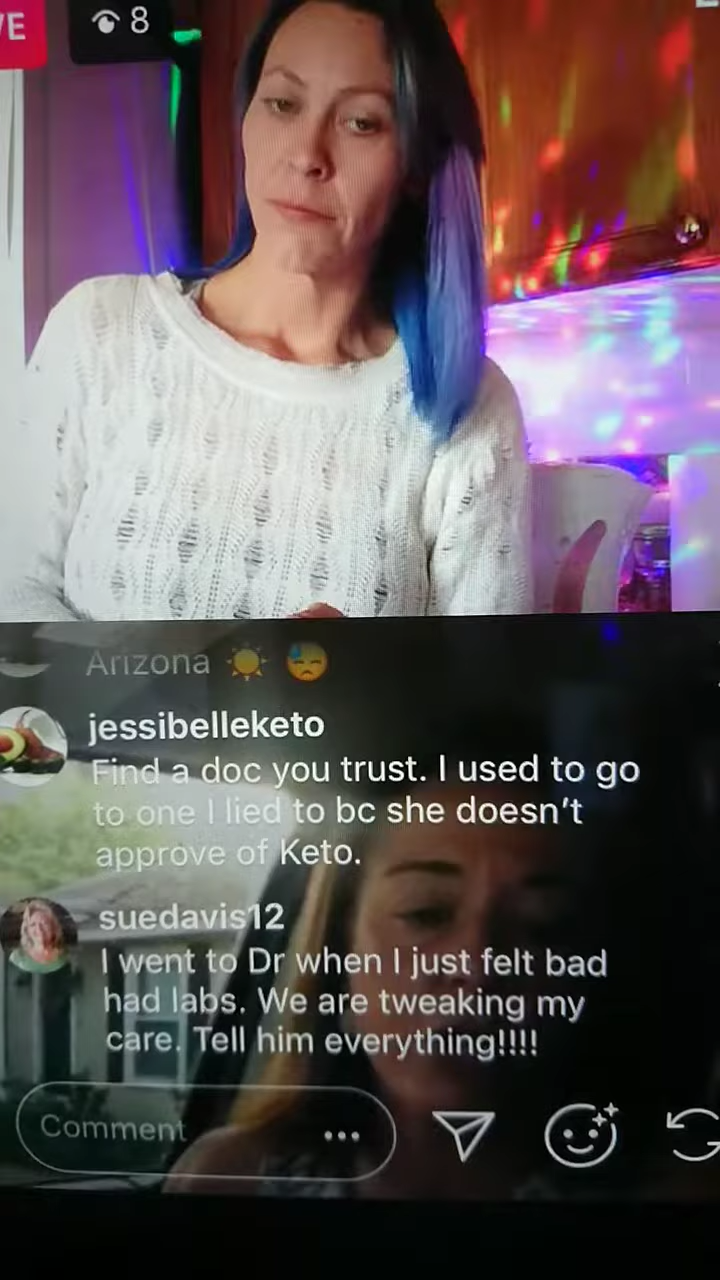 VE 8
Arizona ☀️ 😓
jessibelleketo
Find a doc you trust. I used to go
to one I lied to bc she doesn't
approve of Keto.
suedavis12
I went to Dr when I just felt bad
had labs. We are tweaking my
care. Tell him everything!!!!
Comment